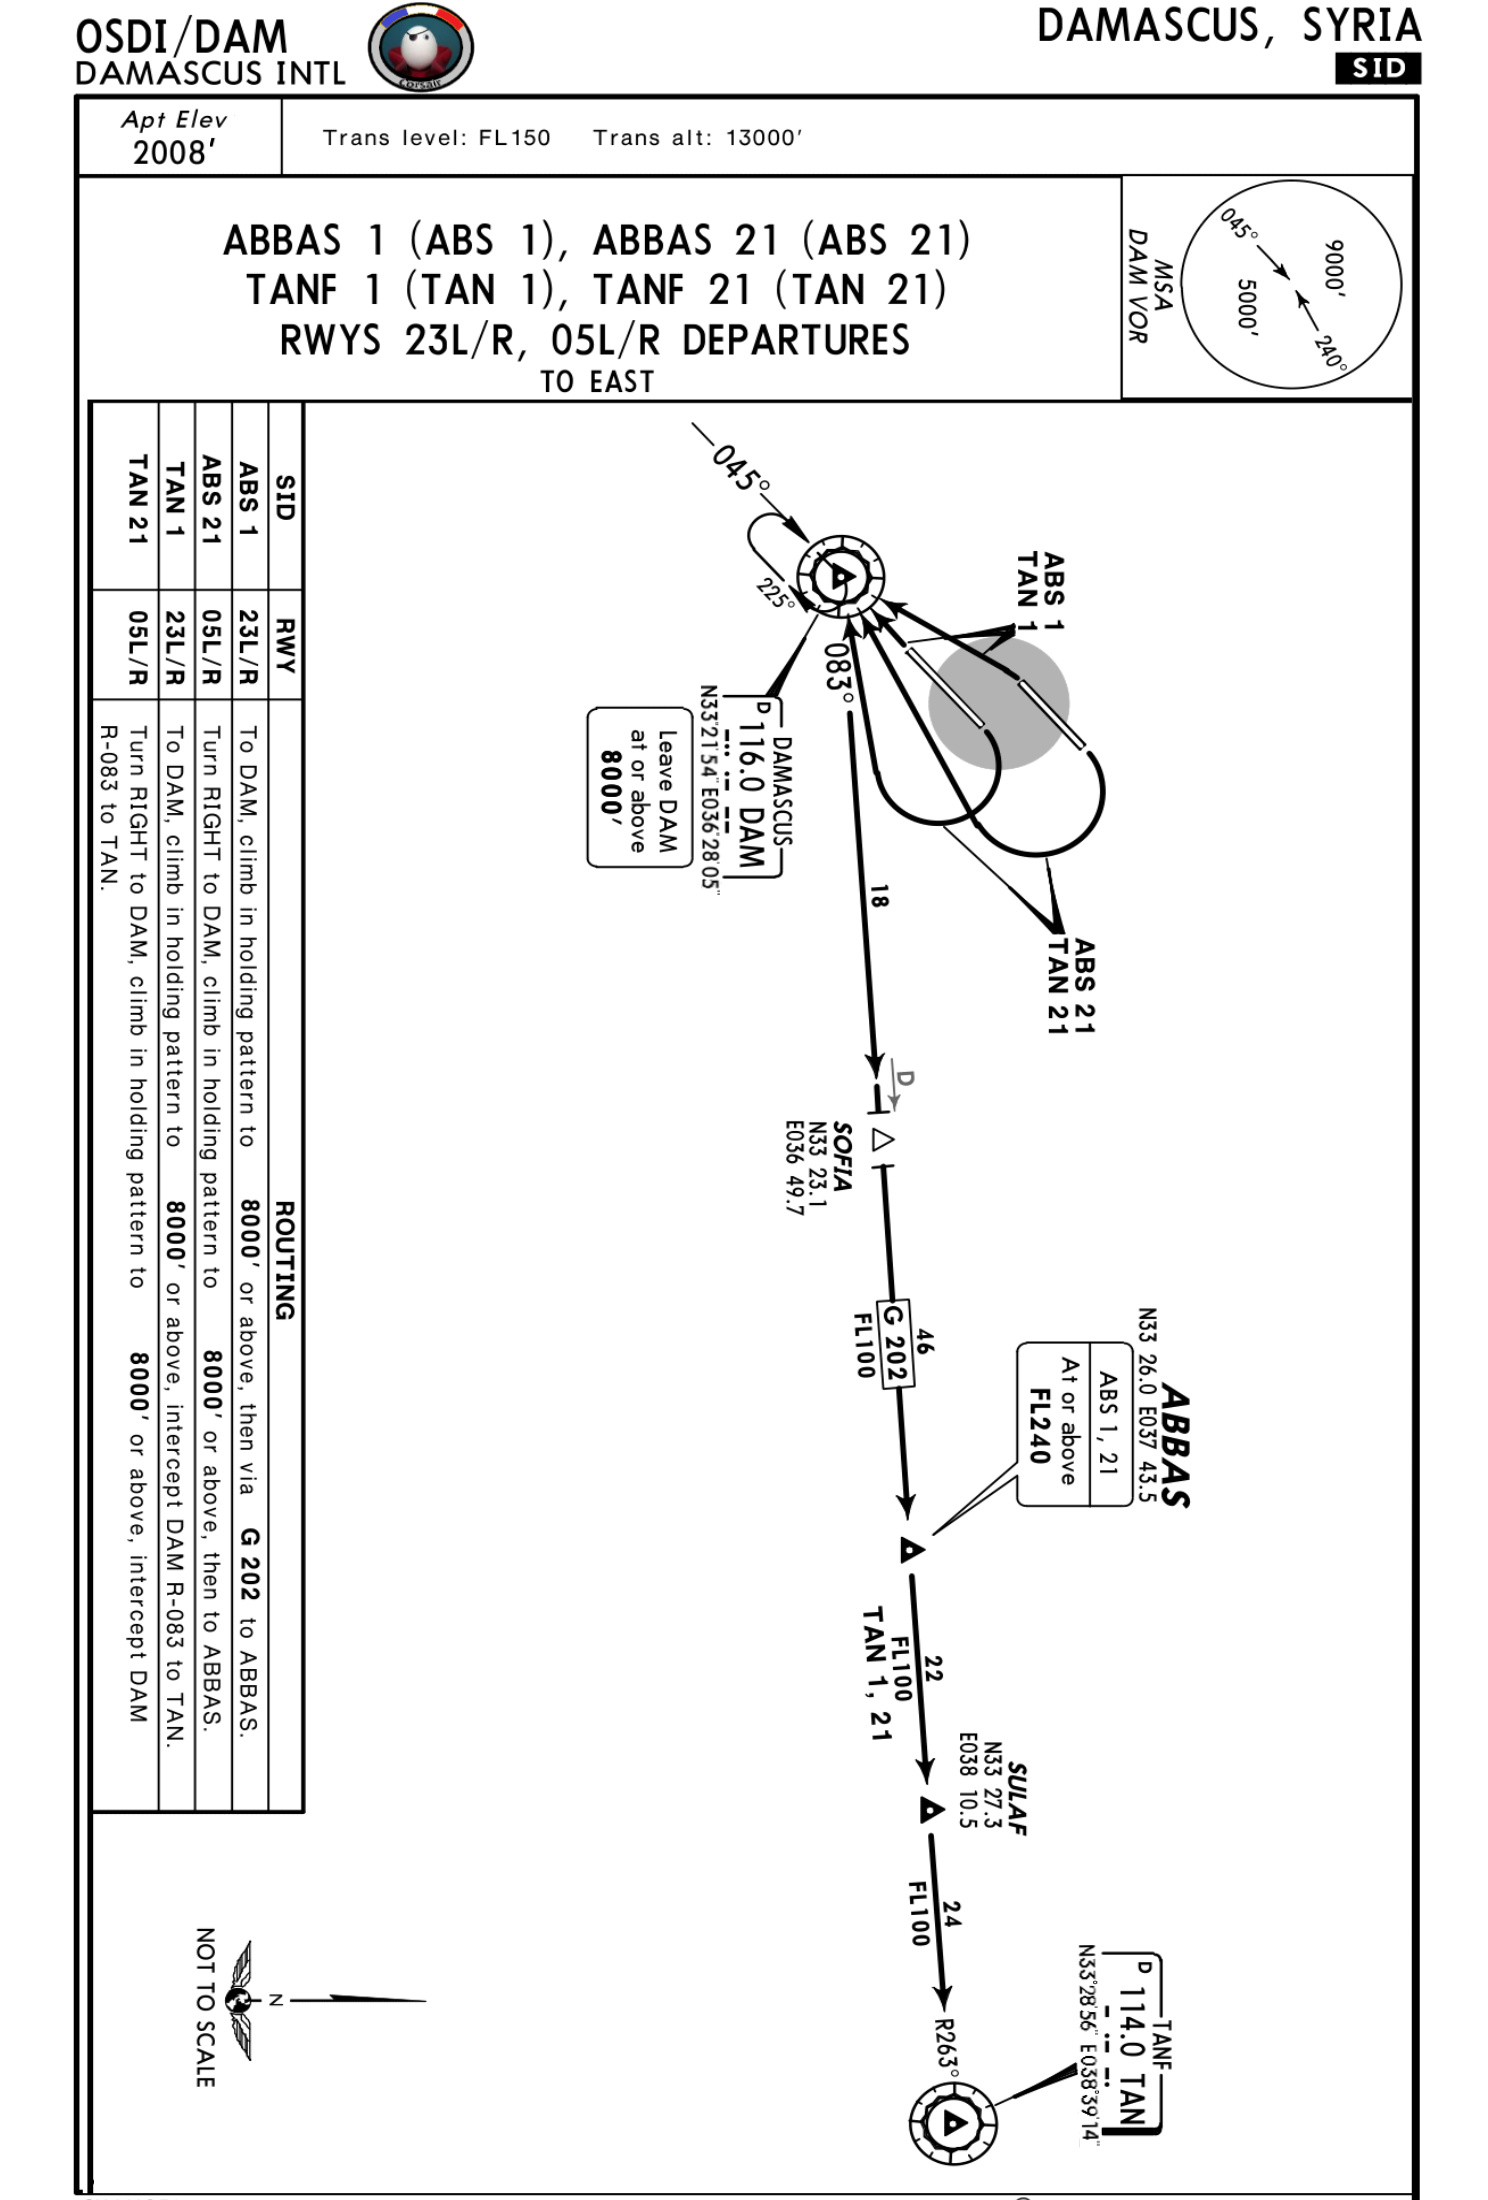 OSDI/DAM
DAMASCUS INTL
Corsair
DAMASCUS, SYRIA
SID
Apt Elev
2008'
Trans level: FL150 Trans alt: 13000'
ABBAS 1 (ABS 1), ABBAS 21 (ABS 21)
TANF 1 (TAN 1), TANF 21 (TAN 21)
RWYS 23L/R, 05L/R DEPARTURES
TO EAST
MSA
DAM VOR
045°
9000'
5000'
240°
045°
225°
083°
ABS 1
TAN 1
ABS 21
TAN 21
DAMASCUS
D 116.0 DAM
N33°21'54" E036°28'05"
Leave DAM
at or above
8000'
18
D
SOFIA
N33 23.1
E036 49.7
46
G 202
FL100
ABBAS
N33 26.0 E037 43.5
ABS 1, 21
At or above
FL240
22
FL100
TAN 1, 21
SULAF
N33 27.3
E038 10.5
24
FL100
R263°
TANF
D 114.0 TAN
N33°28'56" E038°39'14"
SID RWY ROUTING
ABS 1 23L/R To DAM, climb in holding pattern to 8000' or above, then via G 202 to ABBAS.
ABS 21 05L/R Turn RIGHT to DAM, climb in holding pattern to 8000' or above, then to ABBAS.
TAN 1 23L/R To DAM, climb in holding pattern to 8000' or above, intercept DAM R-083 to TAN.
TAN 21 05L/R Turn RIGHT to DAM, climb in holding pattern to 8000' or above, intercept DAM
R-083 to TAN.
N
NOT TO SCALE